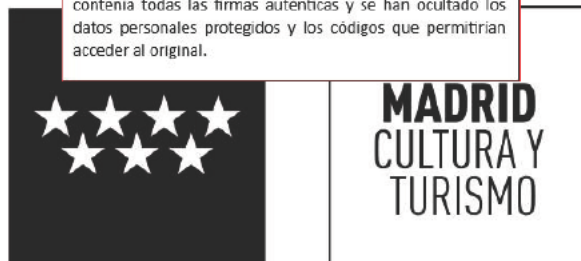 contenía todas las firmas auténticas y se han ocultado los
datos personales protegidos y los códigos que permitirían
acceder al original.
MADRID
CULTURA Y
TURISMO